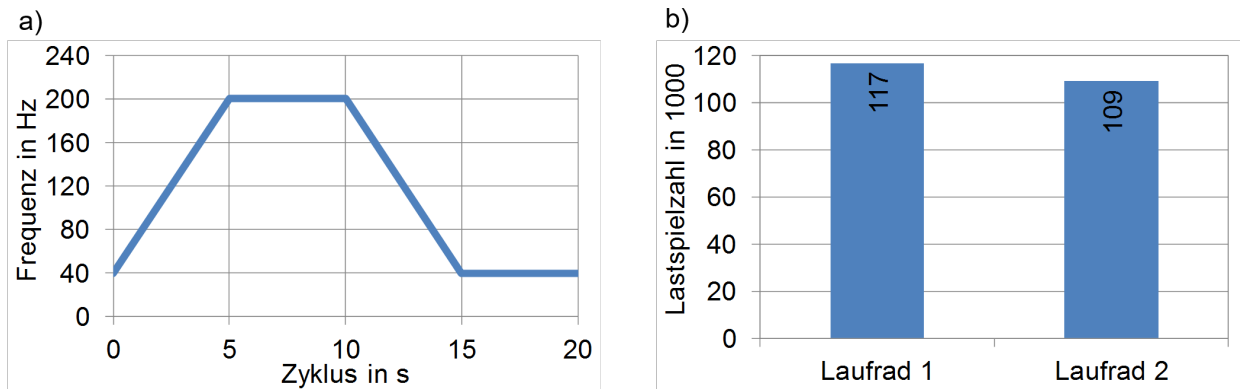 a)
Frequenz in Hz
240
200
160
120
80
40
0
0 5 10 15 20
Zyklus in s
b)
Lastspielzahl in 1000
120
100
80
60
40
20
0
117
109
Laufrad 1 Laufrad 2